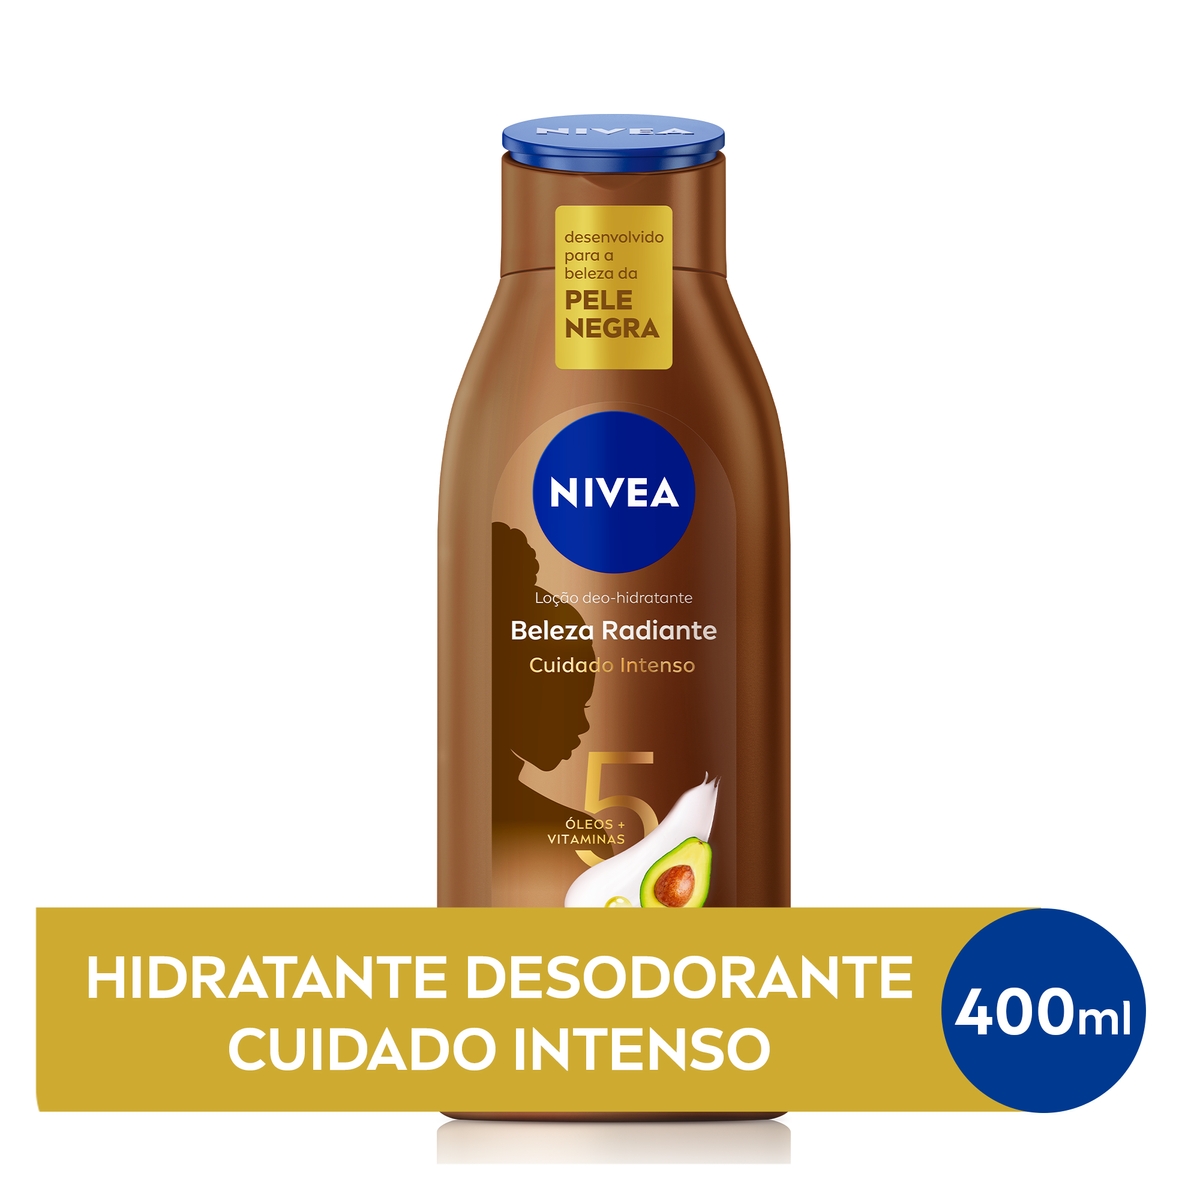 NIVEA
desenvolvido
para a
beleza da
PELE
NEGRA
NIVEA
Loção deo-hidratante
Beleza Radiante
Cuidado Intenso
5
ÓLEOS +
VITAMINAS
HIDRATANTE DESODORANTE
CUIDADO INTENSO
400ml